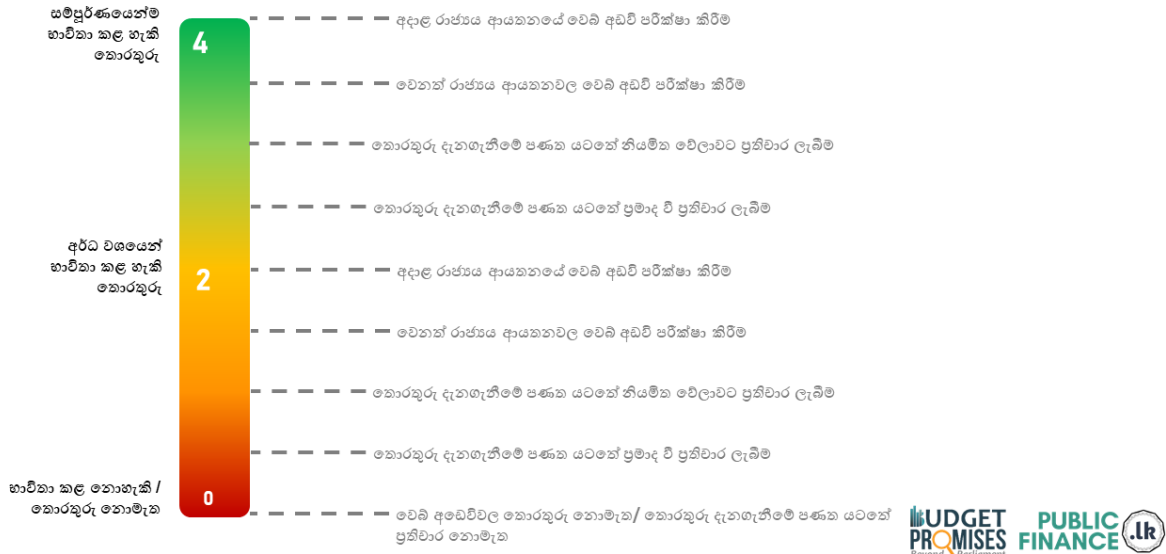 සම්පූර්ණයෙන්ම
භාවිතා කළ හැකි
තොරතුරු
4
අදාළ රාජ්‍යය ආයතනයේ වෙබ් අඩවි පරීක්ෂා කිරීම
වෙනත් රාජ්‍යය ආයතනවල වෙබ් අඩවි පරීක්ෂා කිරීම
තොරතුරු දැනගැනීමේ පණත යටතේ නියමිත වේලාවට ප්‍රතිචාර ලැබීම
තොරතුරු දැනගැනීමේ පණත යටතේ ප්‍රමාද වී ප්‍රතිචාර ලැබීම
අර්ධ වශයෙන්
භාවිතා කළ හැකි
තොරතුරු
2
අදාළ රාජ්‍යය ආයතනයේ වෙබ් අඩවි පරීක්ෂා කිරීම
වෙනත් රාජ්‍යය ආයතනවල වෙබ් අඩවි පරීක්ෂා කිරීම
තොරතුරු දැනගැනීමේ පණත යටතේ නියමිත වේලාවට ප්‍රතිචාර ලැබීම
තොරතුරු දැනගැනීමේ පණත යටතේ ප්‍රමාද වී ප්‍රතිචාර ලැබීම
භාවිතා කළ නොහැකි /
තොරතුරු නොමැත
0
වෙබ් අඩෙවිවල තොරතුරු නොමැත/ තොරතුරු දැනගැනීමේ පණත යටතේ
ප්‍රතිචාර නොමැත
BUDGET
PROMISES
Beyond Parliament
PUBLIC
FINANCE
.lk